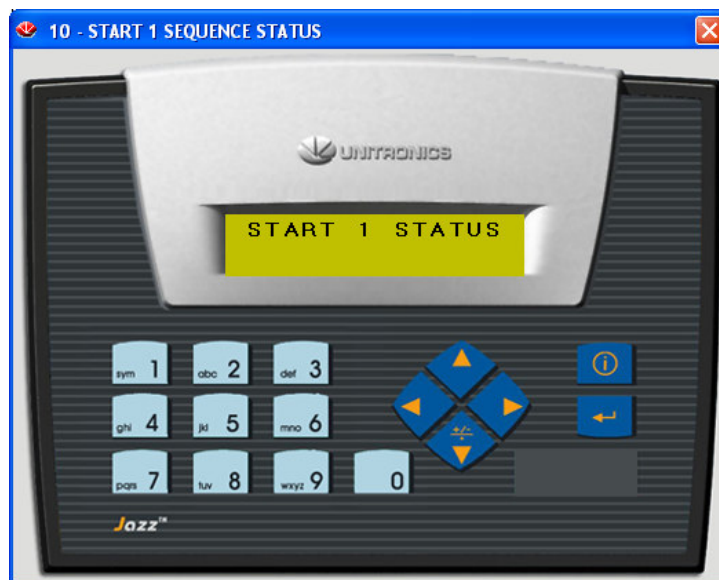 10 - START 1 SEQUENCE STATUS
UNITRONICS
START 1 STATUS
sym 1 abc 2 def 3
ghi 4 jkl 5 mno 6
+/-
pqrs 7 tuv 8 wxyz 9 0
Jazz™